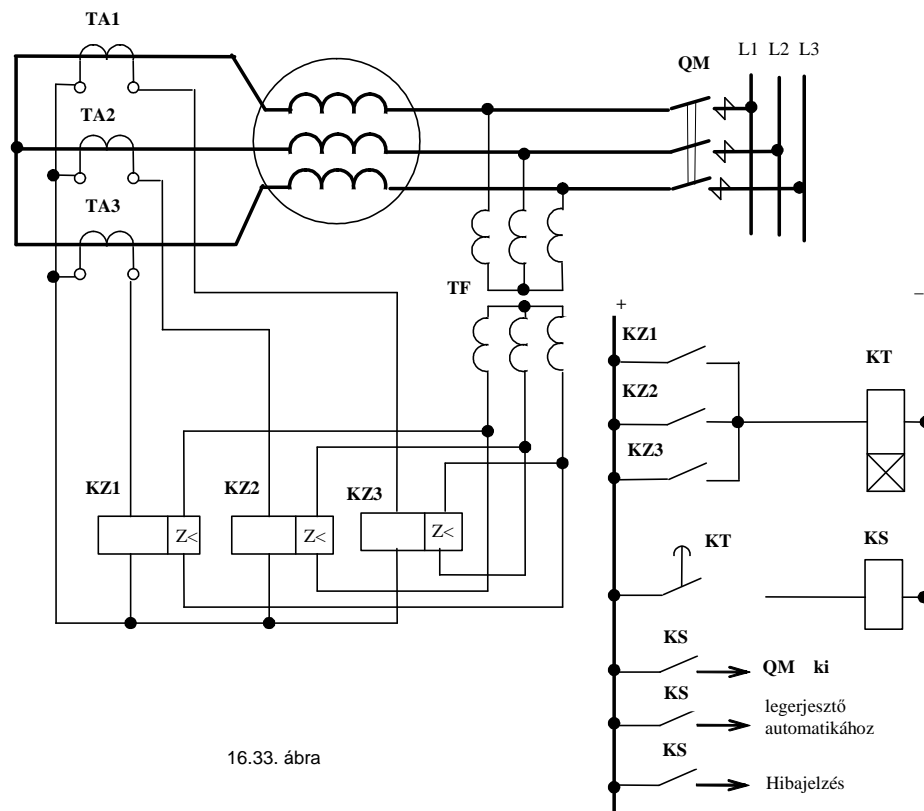 TA1
L1 L2 L3
QM
TA2
TA3
TF
+
–
KZ1
KT
KZ2
KZ3
KZ1
KZ2
KZ3
Z<
Z<
Z<
KT
KS
KS
QM ki
KS
legerjesztő
automatikához
KS
Hibajelzés
16.33. ábra